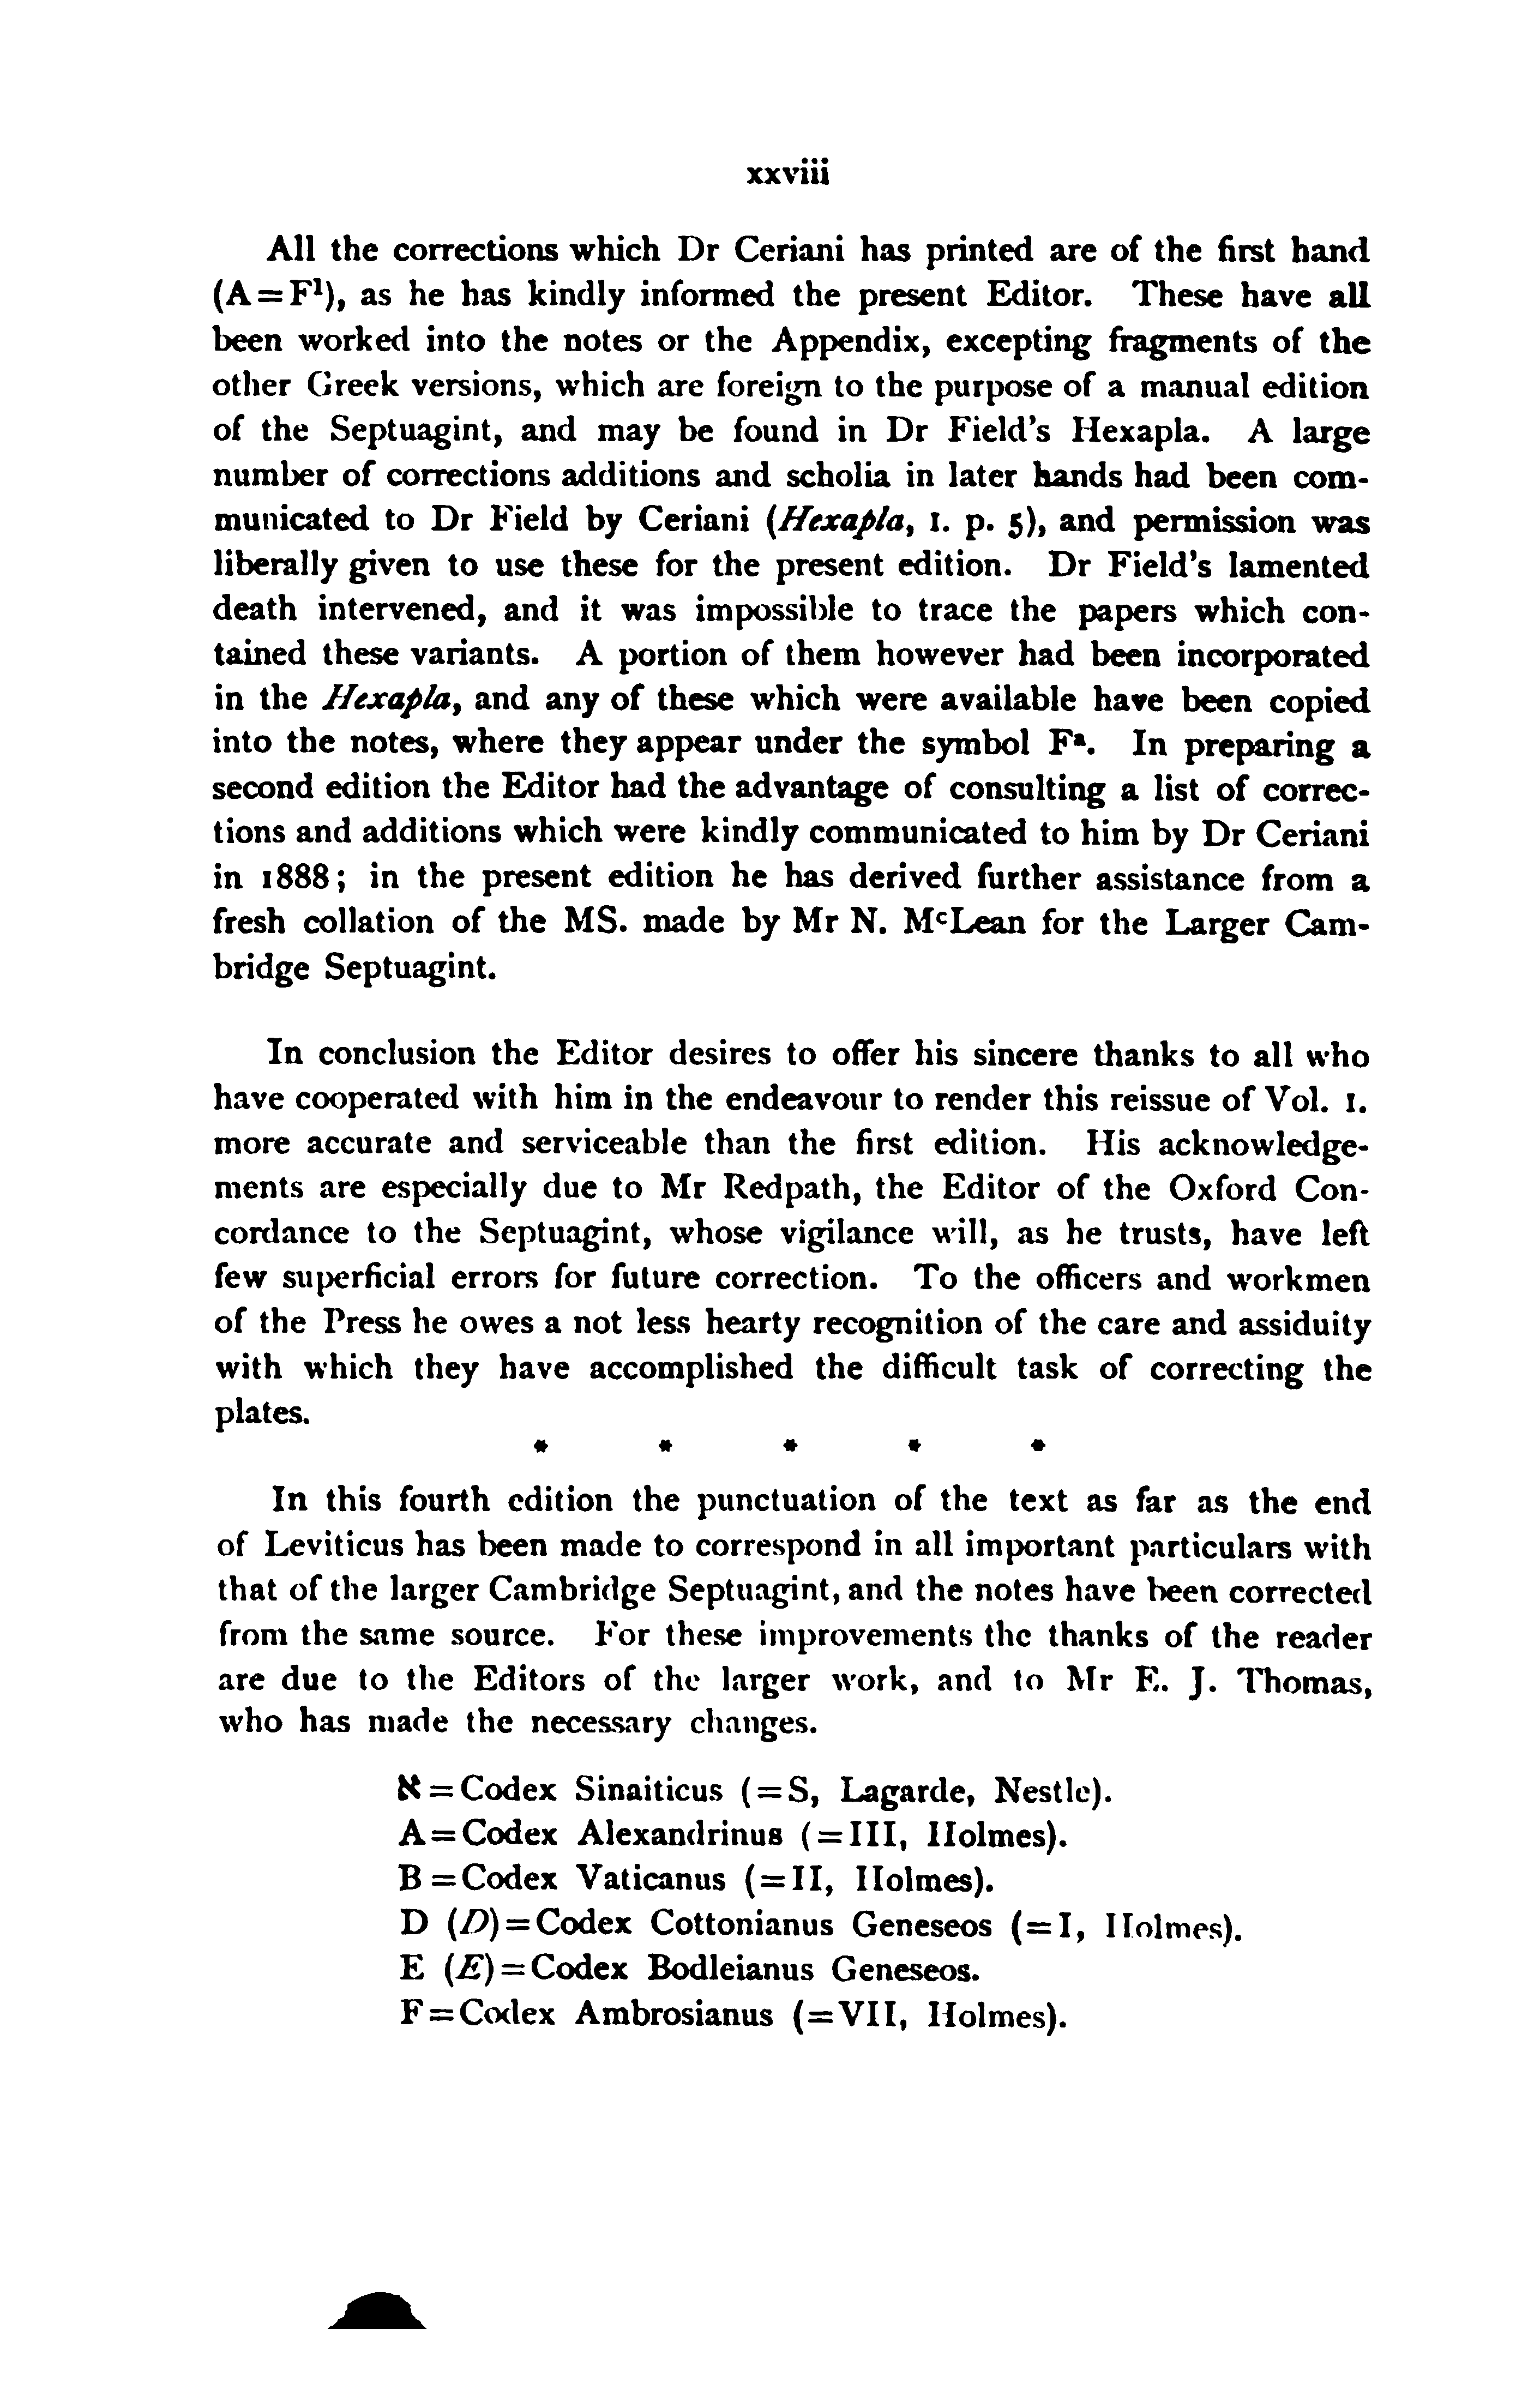 xxviii
All the corrections which Dr Ceriani has printed are of the first hand
(A=F¹), as he has kindly informed the present Editor. These have all
been worked into the notes or the Appendix, excepting fragments of the
other Greek versions, which are foreign to the purpose of a manual edition
of the Septuagint, and may be found in Dr Field's Hexapla. A large
number of corrections additions and scholia in later hands had been com-
municated to Dr Field by Ceriani (Hexapla, I. p. 5), and permission was
liberally given to use these for the present edition. Dr Field's lamented
death intervened, and it was impossible to trace the papers which con-
tained these variants. A portion of them however had been incorporated
in the Hexapla, and any of these which were available have been copied
into the notes, where they appear under the symbol Fᵃ. In preparing a
second edition the Editor had the advantage of consulting a list of correc-
tions and additions which were kindly communicated to him by Dr Ceriani
in 1888; in the present edition he has derived further assistance from a
fresh collation of the MS. made by Mr N. MᶜLean for the Larger Cam-
bridge Septuagint.
In conclusion the Editor desires to offer his sincere thanks to all who
have cooperated with him in the endeavour to render this reissue of Vol. I.
more accurate and serviceable than the first edition. His acknowledge-
ments are especially due to Mr Redpath, the Editor of the Oxford Con-
cordance to the Septuagint, whose vigilance will, as he trusts, have left
few superficial errors for future correction. To the officers and workmen
of the Press he owes a not less hearty recognition of the care and assiduity
with which they have accomplished the difficult task of correcting the
plates.
* * * * *
In this fourth edition the punctuation of the text as far as the end
of Leviticus has been made to correspond in all important particulars with
that of the larger Cambridge Septuagint, and the notes have been corrected
from the same source. For these improvements the thanks of the reader
are due to the Editors of the larger work, and to Mr E. J. Thomas,
who has made the necessary changes.
א=Codex Sinaiticus (=S, Lagarde, Nestle).
A=Codex Alexandrinus (=III, Holmes).
B=Codex Vaticanus (=II, Holmes).
D (D)=Codex Cottonianus Geneseos (=I, Holmes).
E (E)=Codex Bodleianus Geneseos.
F=Codex Ambrosianus (=VII, Holmes).